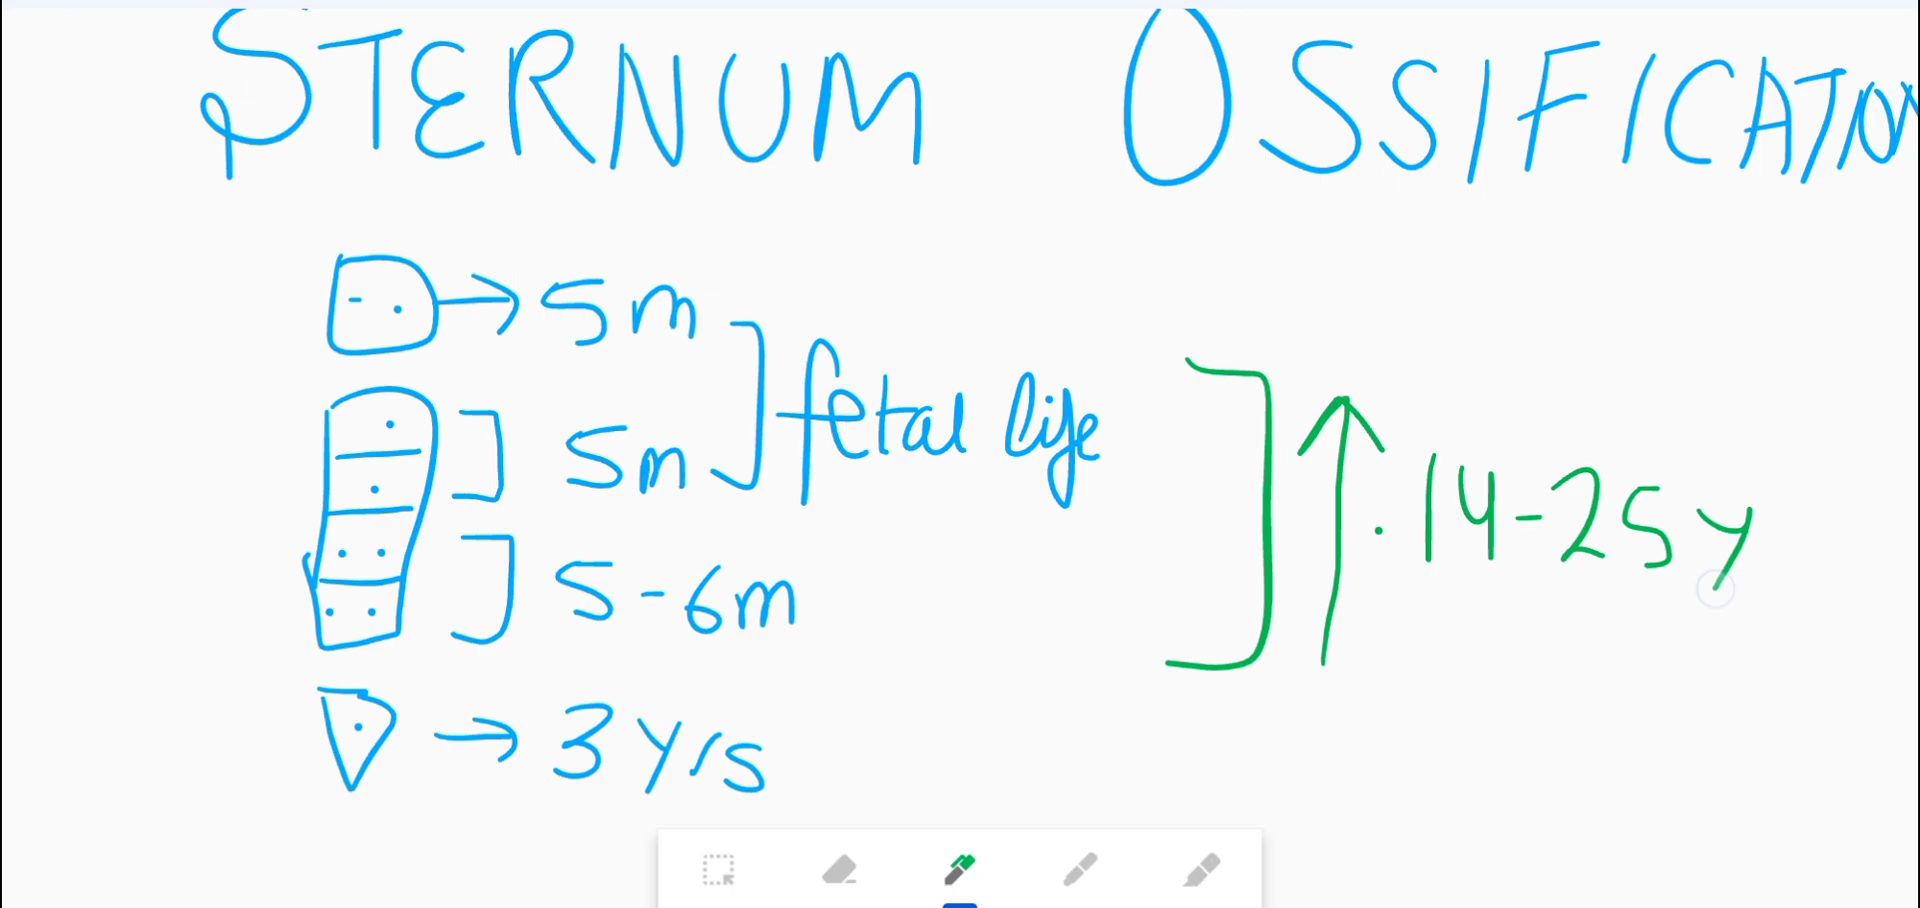 STERNUM OSSIFICATION
5m
5m
fetal life
5-6m
14-25y
3 Yrs